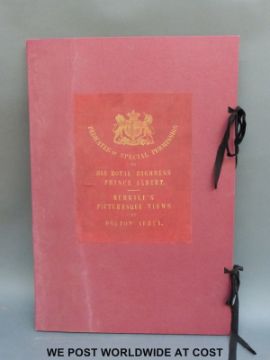 DEDICATED BY SPECIAL PERMISSION
TO
HIS ROYAL HIGHNESS
PRINCE ALBERT.
PICTURESQUE VIEWS
OF
BOLTON ABBEY.
WE POST WORLDWIDE AT COST